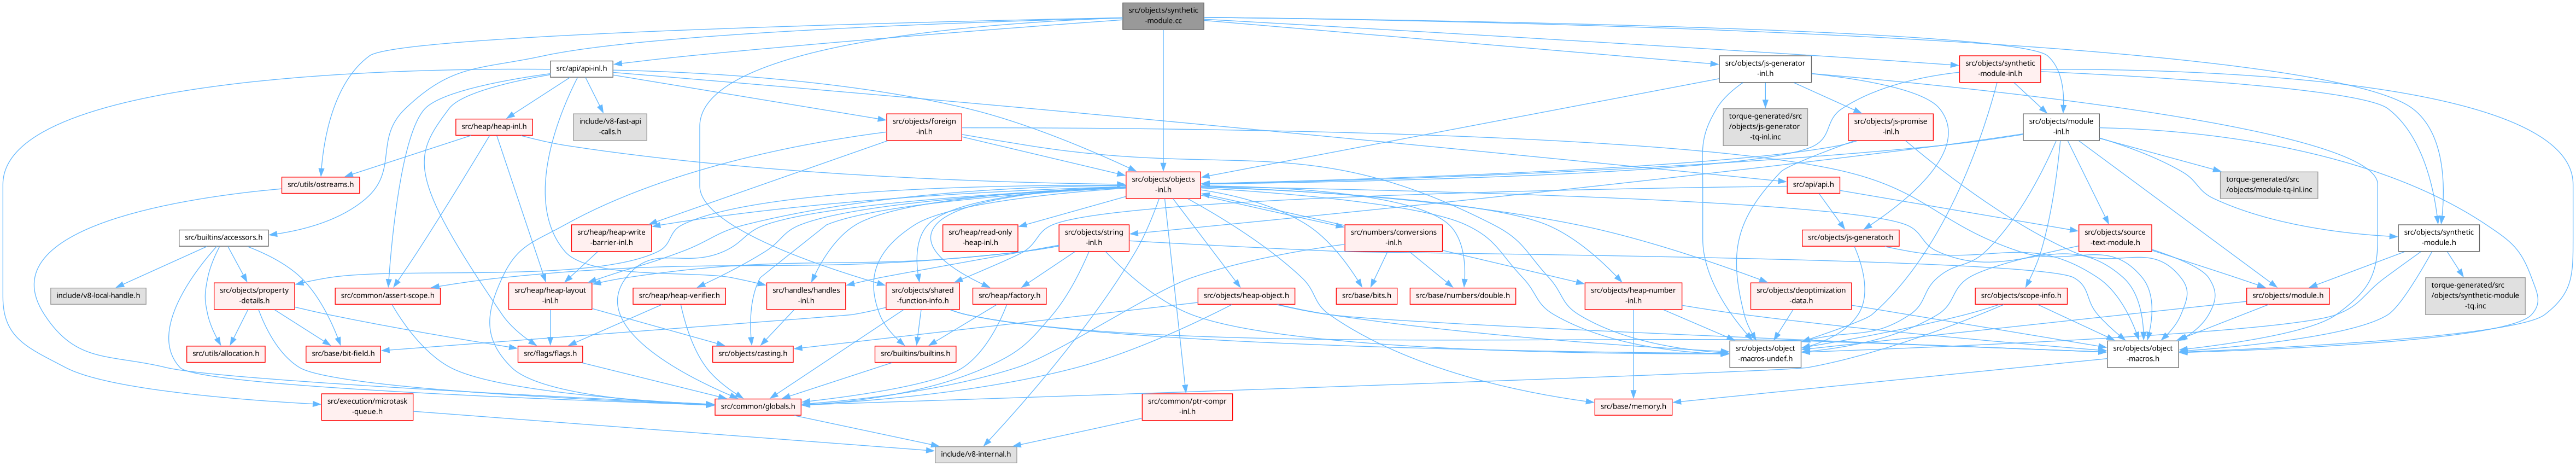 src/objects/synthetic
-module.cc
src/api/api-inl.h
src/objects/js-generator
-inl.h
src/objects/synthetic
-module-inl.h
src/heap/heap-inl.h
include/v8-fast-api
-calls.h
src/objects/foreign
-inl.h
torque-generated/src
/objects/js-generator
-tq-inl.inc
src/objects/js-promise
-inl.h
src/objects/module
-inl.h
src/utils/ostreams.h
src/objects/objects
-inl.h
src/api/api.h
torque-generated/src
/objects/module-tq-inl.inc
src/builtins/accessors.h
src/heap/heap-write
-barrier-inl.h
src/heap/read-only
-heap-inl.h
src/objects/string
-inl.h
src/numbers/conversions
-inl.h
src/objects/js-generator.h
src/objects/source
-text-module.h
src/objects/synthetic
-module.h
include/v8-local-handle.h
src/objects/property
-details.h
src/common/assert-scope.h
src/heap/heap-layout
-inl.h
src/heap/heap-verifier.h
src/handles/handles
-inl.h
src/objects/shared
-function-info.h
src/heap/factory.h
src/objects/heap-object.h
src/base/bits.h
src/base/numbers/double.h
src/objects/heap-number
-inl.h
src/objects/deoptimization
-data.h
src/objects/scope-info.h
src/objects/module.h
torque-generated/src
/objects/synthetic-module
-tq.inc
src/utils/allocation.h
src/base/bit-field.h
src/flags/flags.h
src/objects/casting.h
src/builtins/builtins.h
src/objects/object
-macros-undef.h
src/objects/object
-macros.h
src/execution/microtask
-queue.h
src/common/globals.h
src/common/ptr-compr
-inl.h
src/base/memory.h
include/v8-internal.h